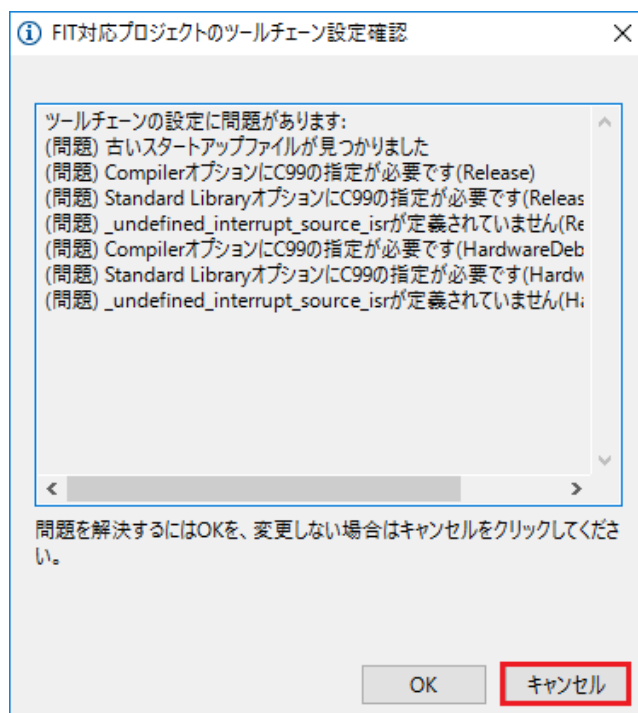 FIT対応プロジェクトのツールチェーン設定確認
ツールチェーンの設定に問題があります:
(問題) 古いスタートアップファイルが見つかりました
(問題) CompilerオプションにC99の指定が必要です(Release)
(問題) Standard LibraryオプションにC99の指定が必要です(Releas
(問題) _undefined_interrupt_source_isrが定義されていません(Re
(問題) CompilerオプションにC99の指定が必要です(HardwareDeb
(問題) Standard LibraryオプションにC99の指定が必要です(Hardw
(問題) _undefined_interrupt_source_isrが定義されていません(Ha
問題を解決するにはOKを、変更しない場合はキャンセルをクリックしてくださ
い。
OK
キャンセル